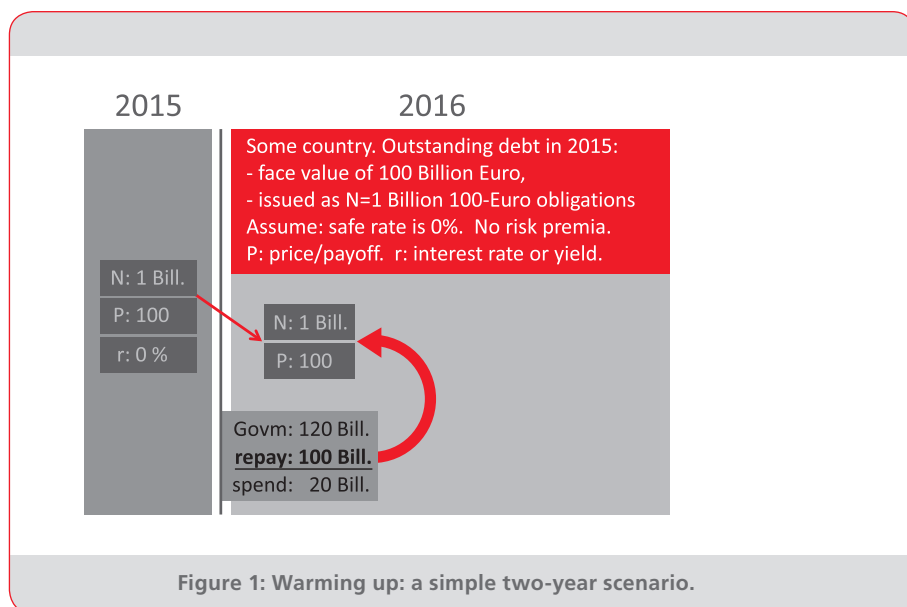 2015
2016
Some country. Outstanding debt in 2015:
- face value of 100 Billion Euro,
- issued as N=1 Billion 100-Euro obligations
Assume: safe rate is 0%. No risk premia.
P: price/payoff. r: interest rate or yield.
N: 1 Bill.
P: 100
r: 0 %
N: 1 Bill.
P: 100
Govm: 120 Bill.
repay: 100 Bill.
spend: 20 Bill.
Figure 1: Warming up: a simple two-year scenario.